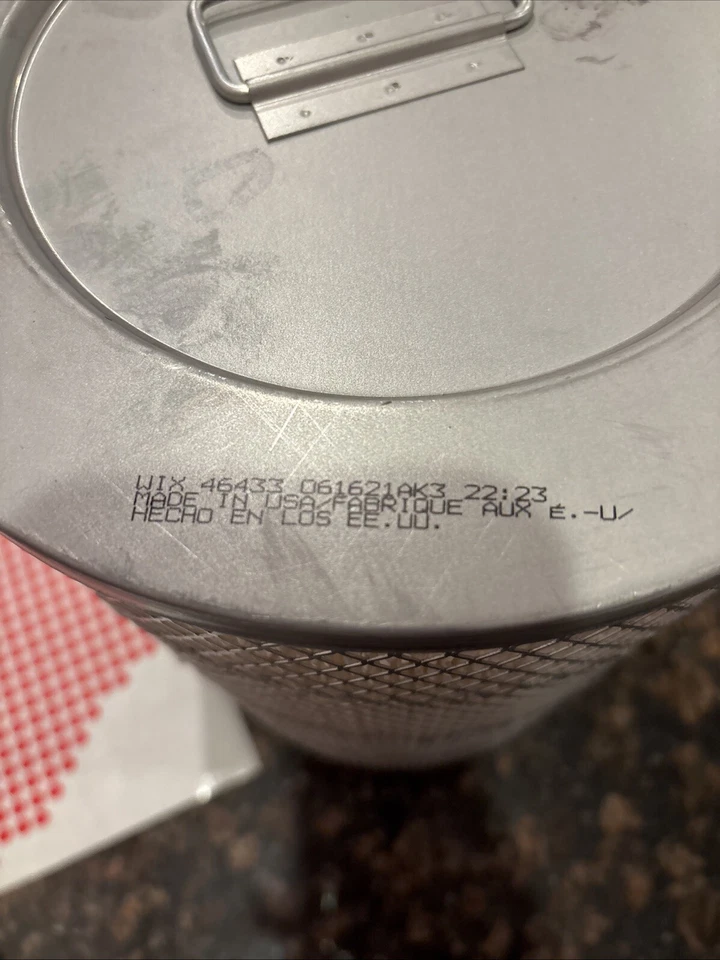 WIX 46433 061621AK3 22:23
MADE IN USA/FABRIQUE AUX É.-U/
HECHO EN LOS EE.UU.